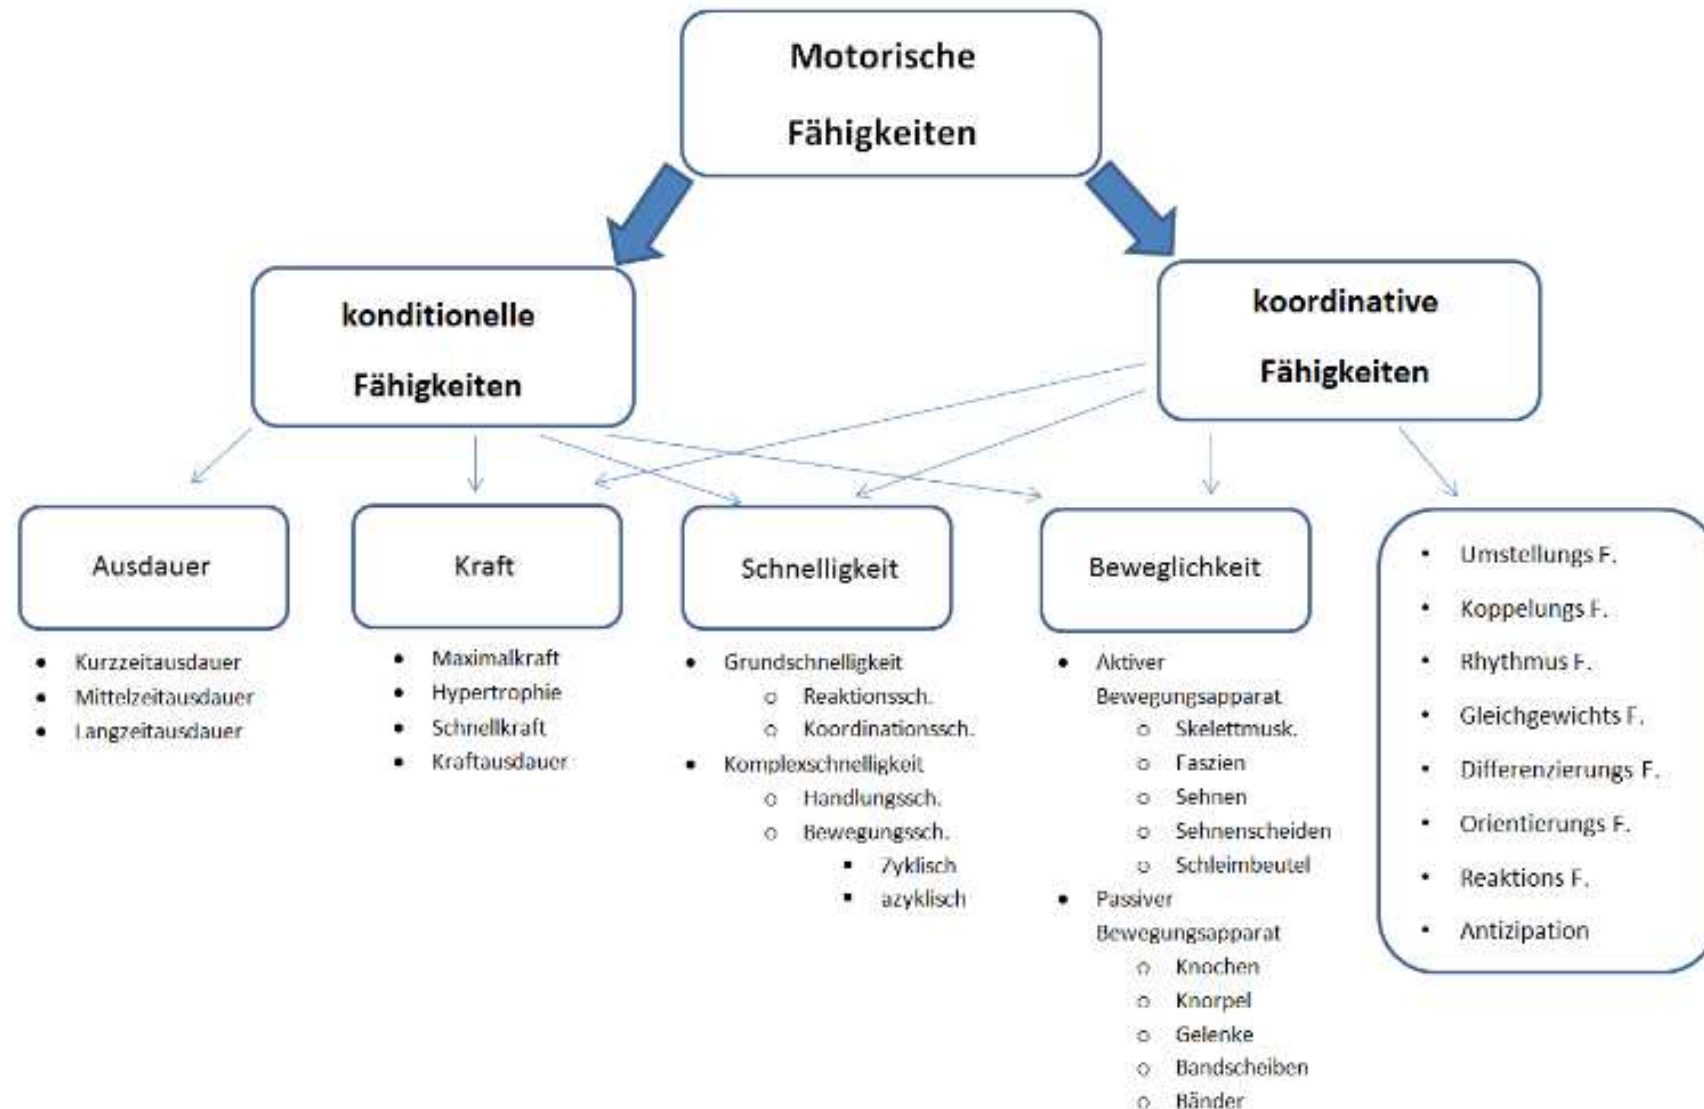 Motorische
Fähigkeiten
konditionelle
Fähigkeiten
koordinative
Fähigkeiten
Ausdauer
• Kurzzeitausdauer
• Mittelzeitausdauer
• Langzeitausdauer
Kraft
• Maximalkraft
• Hypertrophie
• Schnellkraft
• Kraftausdauer
Schnelligkeit
• Grundschnelligkeit
o Reaktionssch.
o Koordinationssch.
• Komplexschnelligkeit
o Handlungssch.
o Bewegungssch.
▪ Zyklisch
▪ azyklisch
Beweglichkeit
• Aktiver
Bewegungsapparat
o Skelettmusk.
o Faszien
o Sehnen
o Sehnenscheiden
o Schleimbeutel
• Passiver
Bewegungsapparat
o Knochen
o Knorpel
o Gelenke
o Bandscheiben
o Bänder
• Umstellungs F.
• Koppelungs F.
• Rhythmus F.
• Gleichgewichts F.
• Differenzierungs F.
• Orientierungs F.
• Reaktions F.
• Antizipation